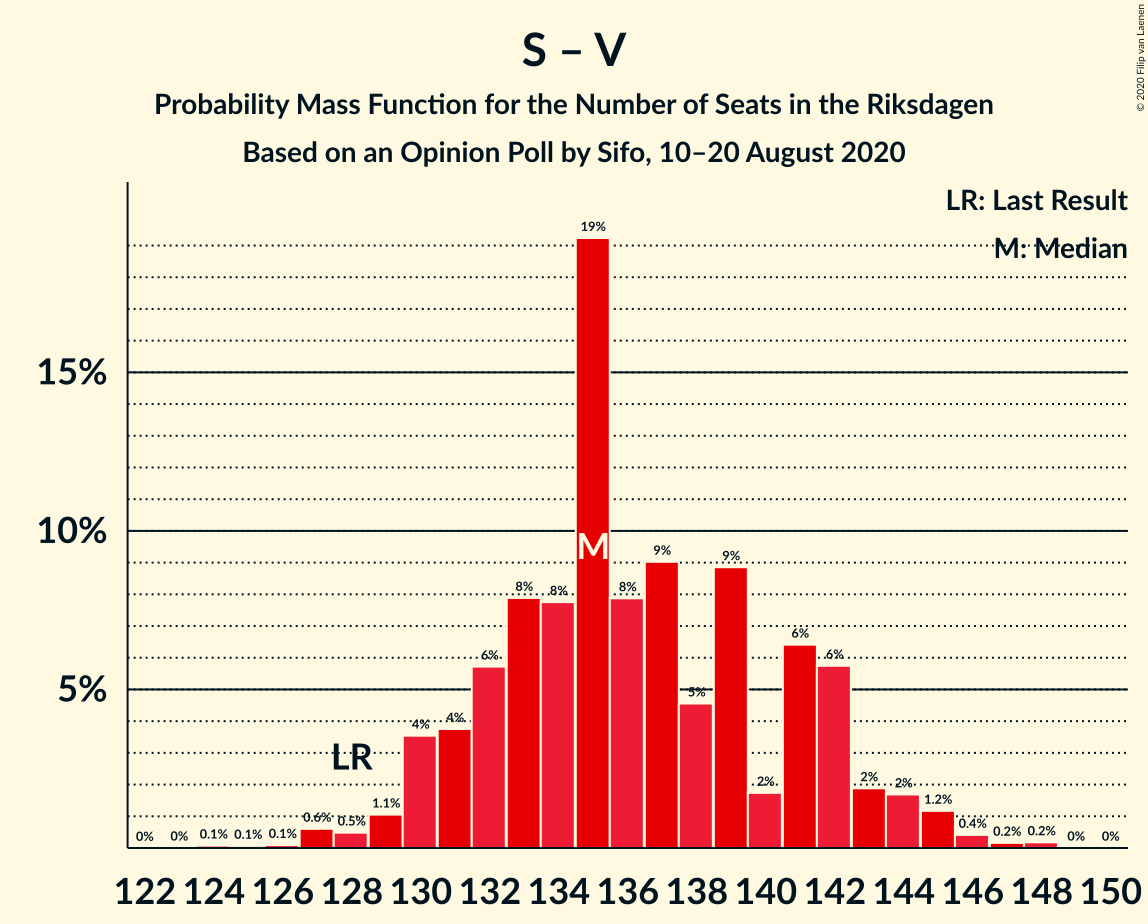 © 2020 Filip van Laenen
S – V
Probability Mass Function for the Number of Seats in the Riksdagen
Based on an Opinion Poll by Sifo, 10–20 August 2020
LR: Last Result
M: Median
15%
10%
5%
LR
M
0% 0% 0.1% 0.1% 0.1% 0.6% 0.5% 1.1% 4% 4% 6% 8% 8% 19% 8% 9% 5% 9% 2% 6% 6% 2% 2% 1.2% 0.4% 0.2% 0.2% 0% 0%
122 124 126 128 130 132 134 136 138 140 142 144 146 148 150